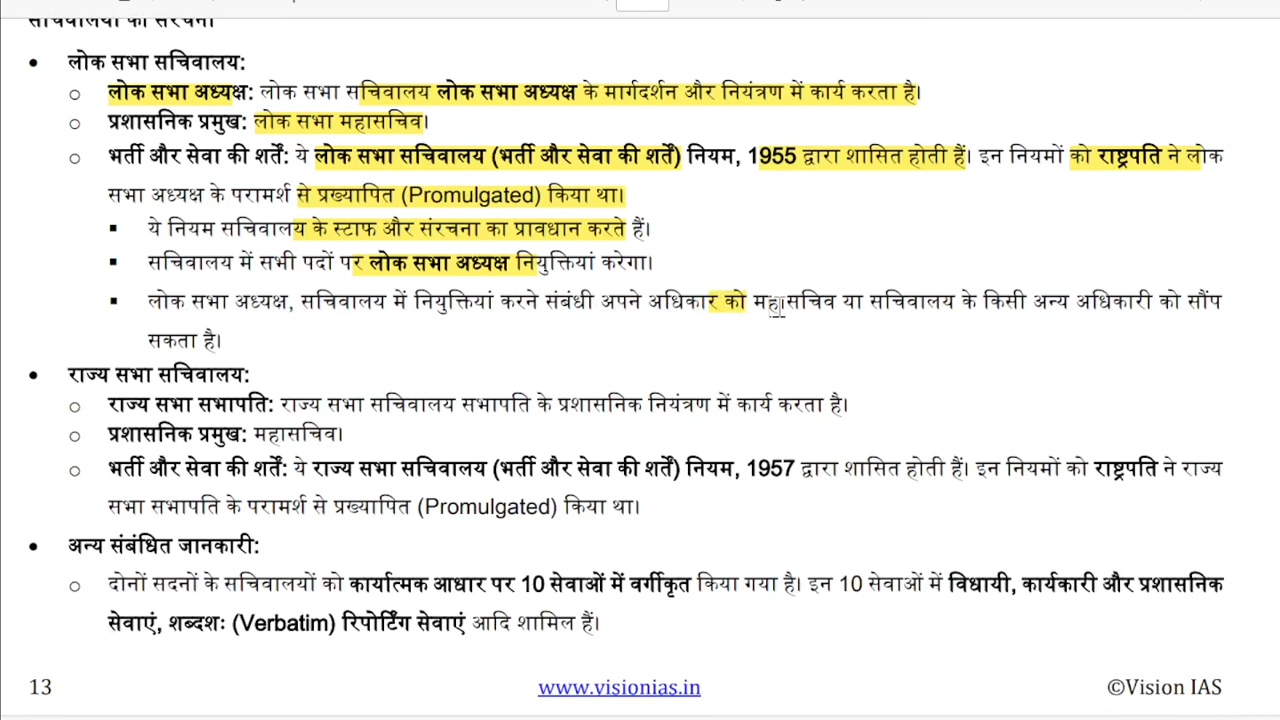 सचिवालयों की संरचना
• लोक सभा सचिवालय:
o लोक सभा अध्यक्ष: लोक सभा सचिवालय लोक सभा अध्यक्ष के मार्गदर्शन और नियंत्रण में कार्य करता है।
o प्रशासनिक प्रमुख: लोक सभा महासचिव।
o भर्ती और सेवा की शर्तें: ये लोक सभा सचिवालय (भर्ती और सेवा की शर्तें) नियम, 1955 द्वारा शासित होती हैं। इन नियमों को राष्ट्रपति ने लोक
सभा अध्यक्ष के परामर्श से प्रख्यापित (Promulgated) किया था।
▪ ये नियम सचिवालय के स्टाफ और संरचना का प्रावधान करते हैं।
▪ सचिवालय में सभी पदों पर लोक सभा अध्यक्ष नियुक्तियां करेगा।
▪ लोक सभा अध्यक्ष, सचिवालय में नियुक्तियां करने संबंधी अपने अधिकार को महासचिव या सचिवालय के किसी अन्य अधिकारी को सौंप
सकता है।
• राज्य सभा सचिवालय:
o राज्य सभा सभापति: राज्य सभा सचिवालय सभापति के प्रशासनिक नियंत्रण में कार्य करता है।
o प्रशासनिक प्रमुख: महासचिव।
o भर्ती और सेवा की शर्तें: ये राज्य सभा सचिवालय (भर्ती और सेवा की शर्तें) नियम, 1957 द्वारा शासित होती हैं। इन नियमों को राष्ट्रपति ने राज्य
सभा सभापति के परामर्श से प्रख्यापित (Promulgated) किया था।
• अन्य संबंधित जानकारी:
o दोनों सदनों के सचिवालयों को कार्यात्मक आधार पर 10 सेवाओं में वर्गीकृत किया गया है। इन 10 सेवाओं में विधायी, कार्यकारी और प्रशासनिक
सेवाएं, शब्दशः (Verbatim) रिपोर्टिंग सेवाएं आदि शामिल हैं।
13 www.visionias.in ©Vision IAS